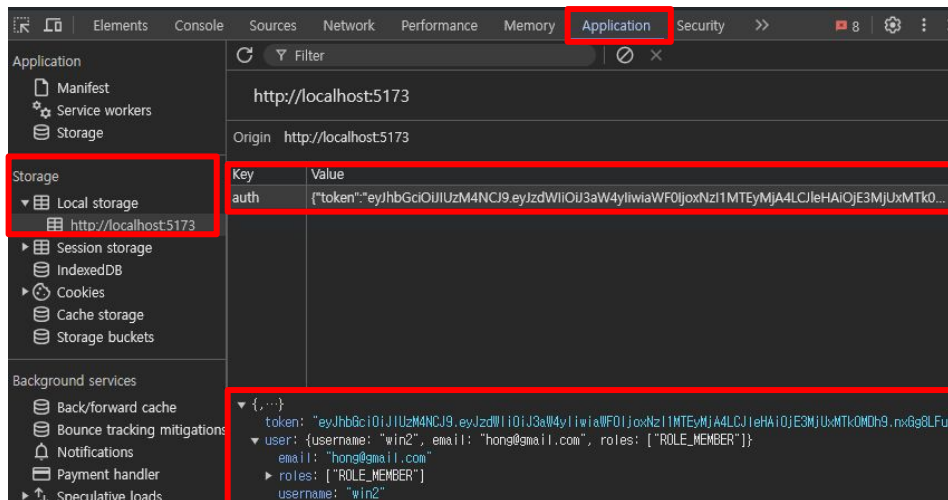 Elements Console Sources Network Performance Memory Application Security >> 8
Application
Manifest
Service workers
Storage
Storage
Local storage
http://localhost:5173
Session storage
IndexedDB
Cookies
Cache storage
Storage buckets
Background services
Back/forward cache
Bounce tracking mitigations
Notifications
Payment handler
Speculative loads
Filter
http://localhost:5173
Origin http://localhost:5173
Key Value
auth {"token":"eyJhbGciOiJIUzM4NCJ9.eyJzdWIiOiJ3aW4yIiwiaWF0IjoxNzI1MTEyMjA4LCJleHAiOjE3MjUxMTk0...
{,…}
token: "eyJhbGciOiJIUzM4NCJ9.eyJzdWIiOiJ3aW4yIiwiaWF0IjoxNzI1MTEyMjA4LCJleHAiOjE3MjUxMTk0MDh9.nxGg8LFu
user: {username: "win2", email: "hong@gmail.com", roles: ["ROLE_MEMBER"]}
email: "hong@gmail.com"
roles: ["ROLE_MEMBER"]
username: "win2"